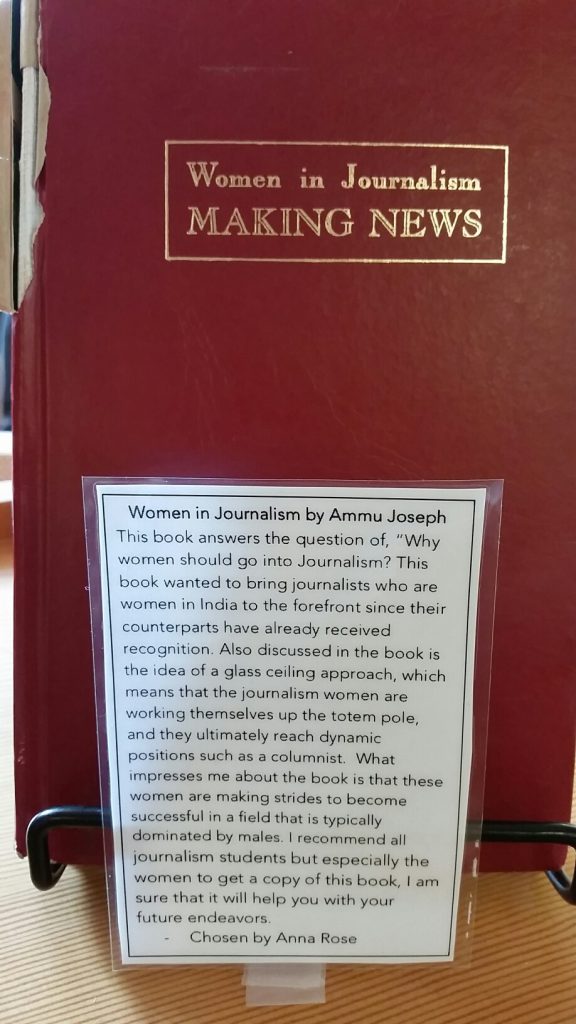 Women in Journalism
MAKING NEWS
Women in Journalism by Ammu Joseph
This book answers the question of, "Why
women should go into Journalism? This
book wanted to bring journalists who are
women in India to the forefront since their
counterparts have already received
recognition. Also discussed in the book is
the idea of a glass ceiling approach, which
means that the journalism women are
working themselves up the totem pole,
and they ultimately reach dynamic
positions such as a columnist. What
impresses me about the book is that these
women are making strides to become
successful in a field that is typically
dominated by males. I recommend all
journalism students but especially the
women to get a copy of this book, I am
sure that it will help you with your
future endeavors.
- Chosen by Anna Rose